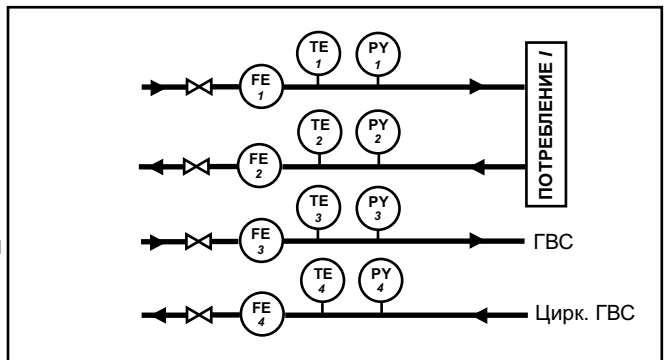 TE 1 PY 1
FE 1
TE 2 PY 2
FE 2
ПОТРЕБЛЕНИЕ /
TE 3 PY 3
FE 3
ГВС
TE 4 PY 4
FE 4
Цирк. ГВС